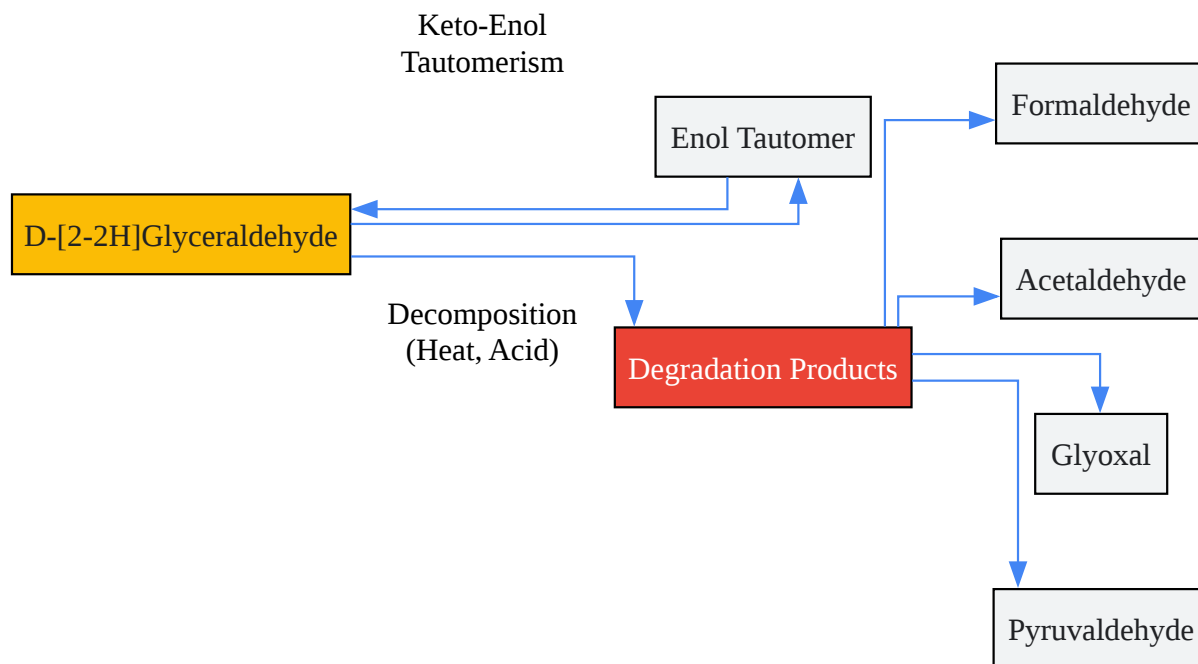 Keto-Enol
Tautomerism
Enol Tautomer
Formaldehyde
D-[2-2H]Glyceraldehyde
Acetaldehyde
Decomposition
(Heat, Acid)
Degradation Products
Glyoxal
Pyruvaldehyde